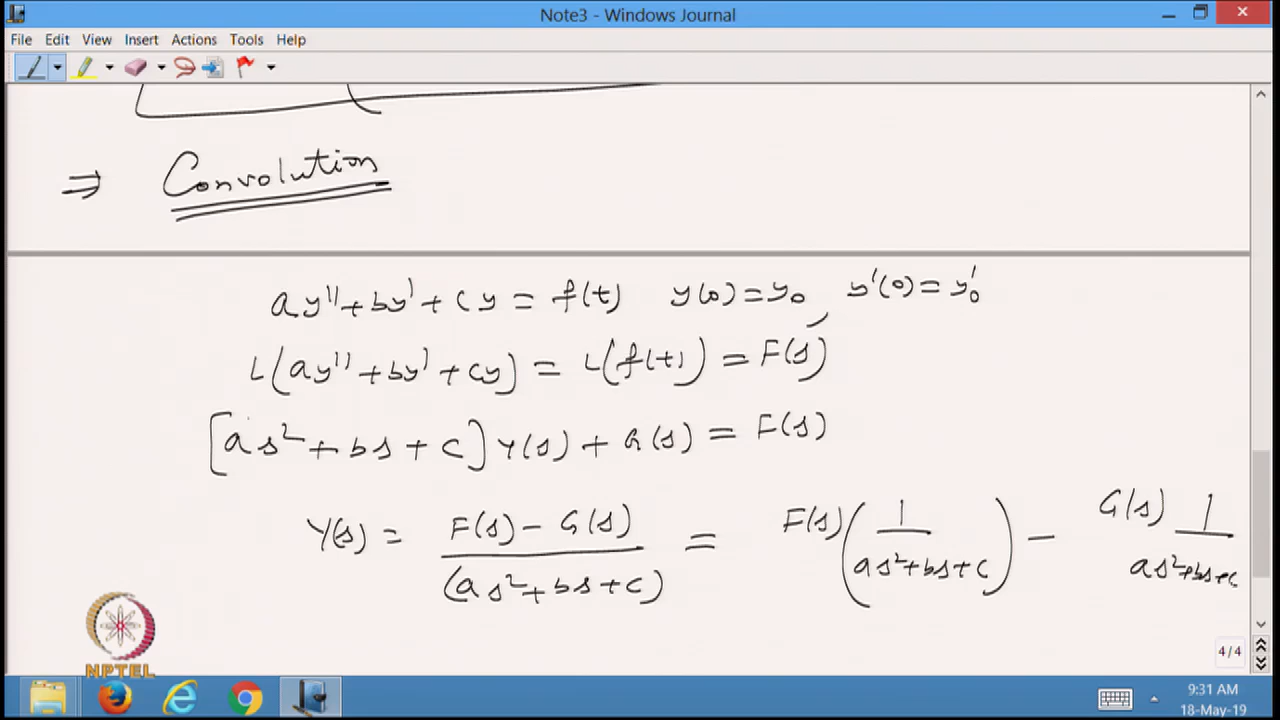 Note3 - Windows Journal
File Edit View Insert Actions Tools Help
⇒ Convolution
ay'' + by' + cy = f(t) y(0) = y₀, y'(0) = y₀'
L(ay'' + by' + cy) = L(f(t)) = F(s)
[as² + bs + c] Y(s) + G(s) = F(s)
Y(s) = F(s) - G(s) / (as² + bs + c) = F(s) (1 / as² + bs + c) - G(s) 1 / as² + bs + c
4 / 4
NPTEL
9:31 AM
18-May-19